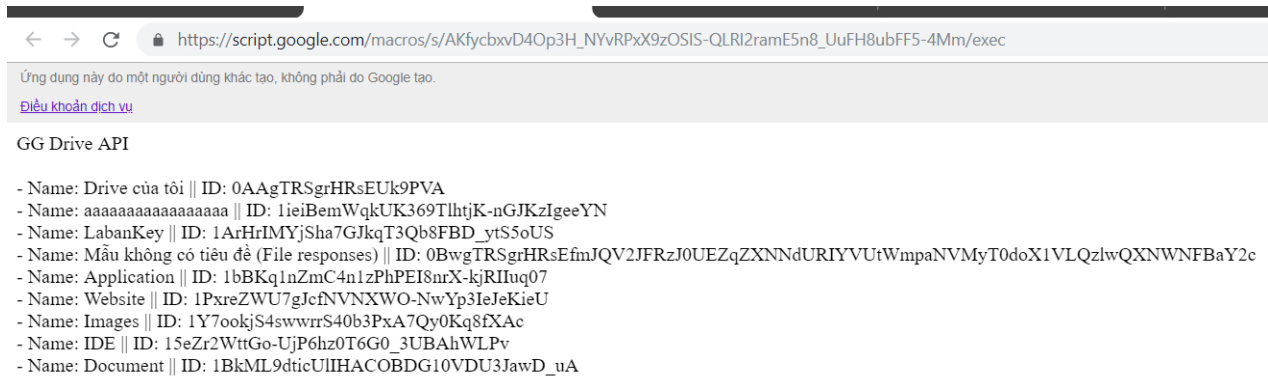 https://script.google.com/macros/s/AKfycbxvD4Op3H_NYvRPxX9zOSIS-QLRI2ramE5n8_UuFH8ubFF5-4Mm/exec
Ứng dụng này do một người dùng khác tạo, không phải do Google tạo.
Điều khoản dịch vụ
GG Drive API
- Name: Drive của tôi || ID: 0AAgTRSgrHRsEUk9PVA
- Name: aaaaaaaaaaaaaaaaa || ID: 1ieiBemWqkUK369TlhtjK-nGJKzIgeeYN
- Name: LabanKey || ID: 1ArHrIMYjSha7GJkqT3Qb8FBD_ytS5oUS
- Name: Mẫu không có tiêu đề (File responses) || ID: 0BwgTRSgrHRsEfmJQV2JFRzJ0UEZqZXNNdURIYVUtWmpaNVMyT0doX1VLQzlwQXNWNFBaY2c
- Name: Application || ID: 1bBKq1nZmC4n1zPhPEI8nrX-kjRIIuq07
- Name: Website || ID: 1PxreZWU7gJcfNVNXWO-NwYp3IeJeKieU
- Name: Images || ID: 1Y7ookjS4swwrrS40b3PxA7Qy0Kq8fXAc
- Name: IDE || ID: 15eZr2WttGo-UjP6hz0T6G0_3UBAhWLPv
- Name: Document || ID: 1BkML9dticUlIHACOBDG10VDU3JawD_uA